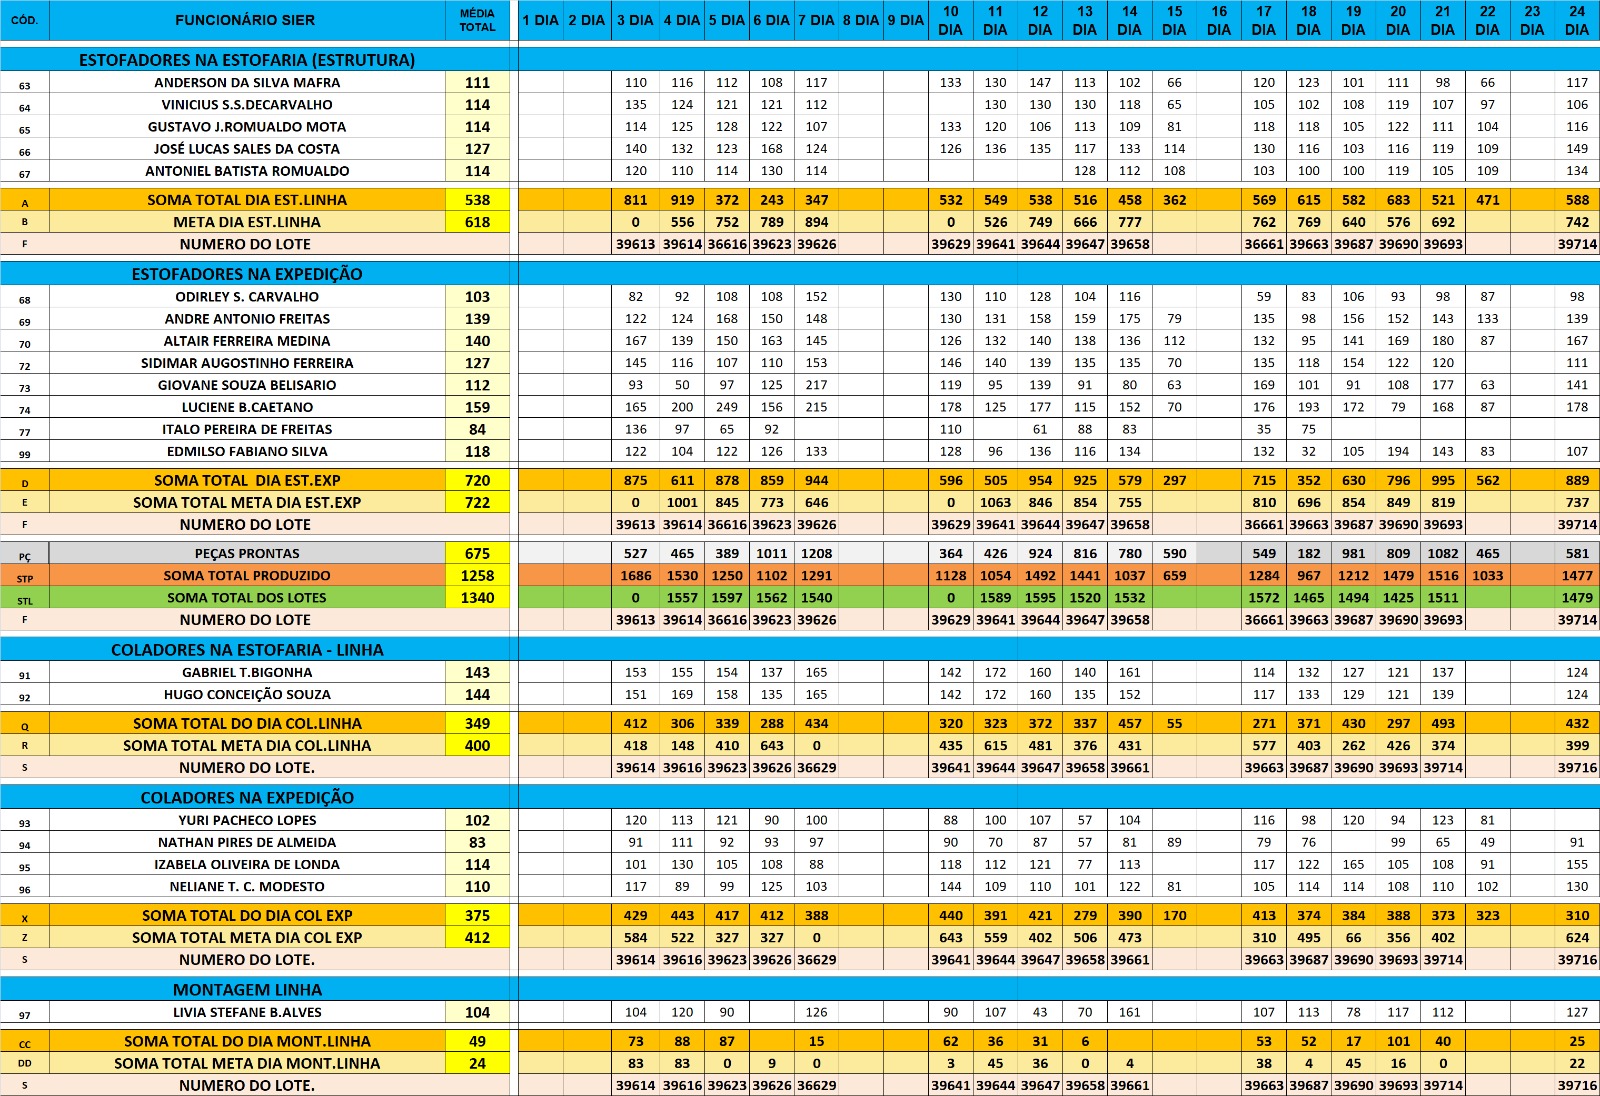 CÓD. FUNCIONÁRIO SIER MÉDIA TOTAL 1 DIA 2 DIA 3 DIA 4 DIA 5 DIA 6 DIA 7 DIA 8 DIA 9 DIA 10 DIA 11 DIA 12 DIA 13 DIA 14 DIA 15 DIA 16 DIA 17 DIA 18 DIA 19 DIA 20 DIA 21 DIA 22 DIA 23 DIA 24 DIA
ESTOFADORES NA ESTOFARIA (ESTRUTURA)
63 ANDERSON DA SILVA MAFRA 111 110 116 112 108 117 133 130 147 113 102 66 120 123 101 111 98 66 117
64 VINICIUS S.S.DECARVALHO 114 135 124 121 121 112 130 130 130 118 65 105 102 108 119 107 97 106
65 GUSTAVO J.ROMUALDO MOTA 114 114 125 128 122 107 133 120 106 113 109 81 118 118 105 122 111 104 116
66 JOSÉ LUCAS SALES DA COSTA 127 140 132 123 168 124 126 136 135 117 133 114 130 116 103 116 119 109 149
67 ANTONIEL BATISTA ROMUALDO 114 120 110 114 130 114 128 112 108 103 100 100 119 105 109 134
A SOMA TOTAL DIA EST.LINHA 538 811 919 372 243 347 532 549 538 516 458 362 569 615 582 683 521 471 588
B META DIA EST.LINHA 618 0 556 752 789 894 0 526 749 666 777 762 769 640 576 692 742
F NUMERO DO LOTE 39613 39614 36616 39623 39626 39629 39641 39644 39647 39658 36661 39663 39687 39690 39693 39714
ESTOFADORES NA EXPEDIÇÃO
68 ODIRLEY S. CARVALHO 103 82 92 108 108 152 130 110 128 104 116 59 83 106 93 98 87 98
69 ANDRE ANTONIO FREITAS 139 122 124 168 150 148 130 131 158 159 175 79 135 98 156 152 143 133 139
70 ALTAIR FERREIRA MEDINA 140 167 139 150 163 145 126 132 140 138 136 112 132 95 141 169 180 87 167
72 SIDIMAR AUGOSTINHO FERREIRA 127 145 116 107 110 153 146 140 139 135 135 70 135 118 154 122 120 111
73 GIOVANE SOUZA BELISARIO 112 93 50 97 125 217 119 95 139 91 80 63 169 101 91 108 177 63 141
74 LUCIENE B.CAETANO 159 165 200 249 156 215 178 125 177 115 152 70 176 193 172 79 168 87 178
77 ITALO PEREIRA DE FREITAS 84 136 97 65 92 110 61 88 83 35 75
99 EDMILSO FABIANO SILVA 118 122 104 122 126 133 128 96 136 116 134 132 32 105 194 143 83 107
D SOMA TOTAL DIA EST.EXP 720 875 611 878 859 944 596 505 954 925 579 297 715 352 630 796 995 562 889
E SOMA TOTAL META DIA EST.EXP 722 0 1001 845 773 646 0 1063 846 854 755 810 696 854 849 819 737
F NUMERO DO LOTE 39613 39614 36616 39623 39626 39629 39641 39644 39647 39658 36661 39663 39687 39690 39693 39714
PÇ PEÇAS PRONTAS 675 527 465 389 1011 1208 364 426 924 816 780 590 549 182 981 809 1082 465 581
STP SOMA TOTAL PRODUZIDO 1258 1686 1530 1250 1102 1291 1128 1054 1492 1441 1037 659 1284 967 1212 1479 1516 1033 1477
STL SOMA TOTAL DOS LOTES 1340 0 1557 1597 1562 1540 0 1589 1595 1520 1532 1572 1465 1494 1425 1511 1479
F NUMERO DO LOTE 39613 39614 36616 39623 39626 39629 39641 39644 39647 39658 36661 39663 39687 39690 39693 39714
COLADORES NA ESTOFARIA - LINHA
91 GABRIEL T.BIGONHA 143 153 155 154 137 165 142 172 160 140 161 114 132 127 121 137 124
92 HUGO CONCEIÇÃO SOUZA 144 151 169 158 135 165 142 172 160 135 152 117 133 129 121 139 124
Q SOMA TOTAL DO DIA COL.LINHA 349 412 306 339 288 434 320 323 372 337 457 55 271 371 430 297 493 432
R SOMA TOTAL META DIA COL.LINHA 400 418 148 410 643 0 435 615 481 376 431 577 403 262 426 374 399
S NUMERO DO LOTE. 39614 39616 39623 39626 36629 39641 39644 39647 39658 39661 39663 39687 39690 39693 39714 39716
COLADORES NA EXPEDIÇÃO
93 YURI PACHECO LOPES 102 120 113 121 90 100 88 100 107 57 104 116 98 120 94 123 81
94 NATHAN PIRES DE ALMEIDA 83 91 111 92 93 97 90 70 87 57 81 89 79 76 99 65 49 91
95 IZABELA OLIVEIRA DE LONDA 114 101 130 105 108 88 118 112 121 77 113 117 122 165 105 108 91 155
96 NELIANE T. C. MODESTO 110 117 89 99 125 103 144 109 110 101 122 81 105 114 114 108 110 102 130
X SOMA TOTAL DO DIA COL EXP 375 429 443 417 412 388 440 391 421 279 390 170 413 374 384 388 373 323 310
Z SOMA TOTAL META DIA COL EXP 412 584 522 327 327 0 643 559 402 506 473 310 495 66 356 402 624
S NUMERO DO LOTE. 39614 39616 39623 39626 36629 39641 39644 39647 39658 39661 39663 39687 39690 39693 39714 39716
MONTAGEM LINHA
97 LIVIA STEFANE B.ALVES 104 104 120 90 126 90 107 43 70 161 107 113 78 117 112 127
CC SOMA TOTAL DO DIA MONT.LINHA 49 73 88 87 15 62 36 31 6 53 52 17 101 40 25
DD SOMA TOTAL META DIA MONT.LINHA 24 83 83 0 9 0 3 45 36 0 4 38 4 45 16 0 22
S NUMERO DO LOTE. 39614 39616 39623 39626 36629 39641 39644 39647 39658 39661 39663 39687 39690 39693 39714 39716